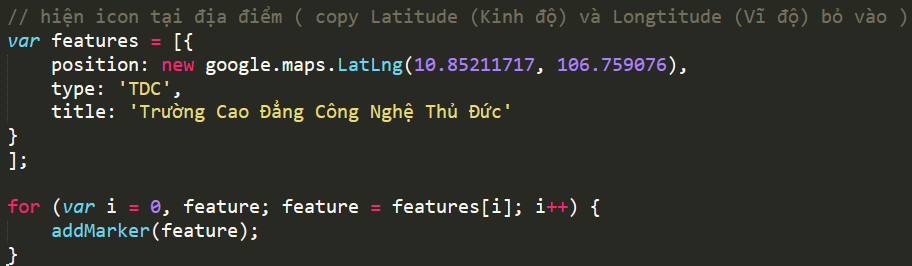 // hiện icon tại địa điểm ( copy Latitude (Kinh độ) và Longtitude (Vĩ độ) bỏ vào )
var features = [{
    position: new google.maps.LatLng(10.85211717, 106.759076),
    type: 'TDC',
    title: 'Trường Cao Đẳng Công Nghệ Thủ Đức'
}
];

for (var i = 0, feature; feature = features[i]; i++) {
    addMarker(feature);
}